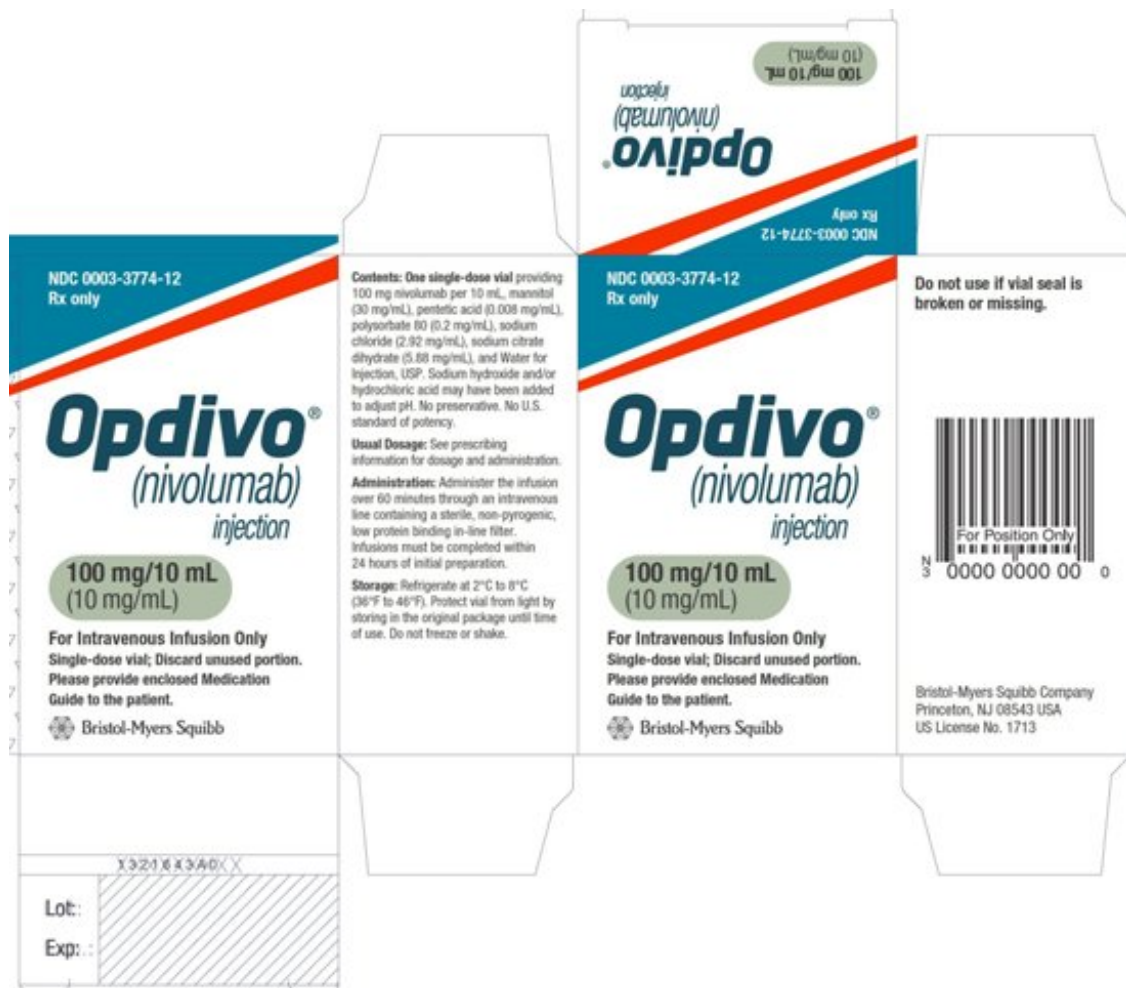 100 mg/10 mL
(10 mg/mL)
Opdivo®
(nivolumab)
injection
NDC 0003-3774-12
Rx only
NDC 0003-3774-12
Rx only
Opdivo®
(nivolumab)
injection
100 mg/10 mL
(10 mg/mL)
For Intravenous Infusion Only
Single-dose vial; Discard unused portion.
Please provide enclosed Medication
Guide to the patient.
Bristol-Myers Squibb
Contents: One single-dose vial providing
100 mg nivolumab per 10 mL, mannitol
(30 mg/mL), pentetic acid (0.008 mg/mL),
polysorbate 80 (0.2 mg/mL), sodium
chloride (2.92 mg/mL), sodium citrate
dihydrate (5.88 mg/mL), and Water for
Injection, USP. Sodium hydroxide and/or
hydrochloric acid may have been added
to adjust pH. No preservative. No U.S.
standard of potency.
Usual Dosage: See prescribing
information for dosage and administration.
Administration: Administer the infusion
over 60 minutes through an intravenous
line containing a sterile, non-pyrogenic,
low protein binding in-line filter.
Infusions must be completed within
24 hours of initial preparation.
Storage: Refrigerate at 2°C to 8°C
(36°F to 46°F). Protect vial from light by
storing in the original package until time
of use. Do not freeze or shake.
NDC 0003-3774-12
Rx only
Opdivo®
(nivolumab)
injection
100 mg/10 mL
(10 mg/mL)
For Intravenous Infusion Only
Single-dose vial; Discard unused portion.
Please provide enclosed Medication
Guide to the patient.
Bristol-Myers Squibb
Do not use if vial seal is
broken or missing.
For Position Only
N3 0000 0000 00 0
Bristol-Myers Squibb Company
Princeton, NJ 08543 USA
US License No. 1713
1321643A0XX
Lot:
Exp: